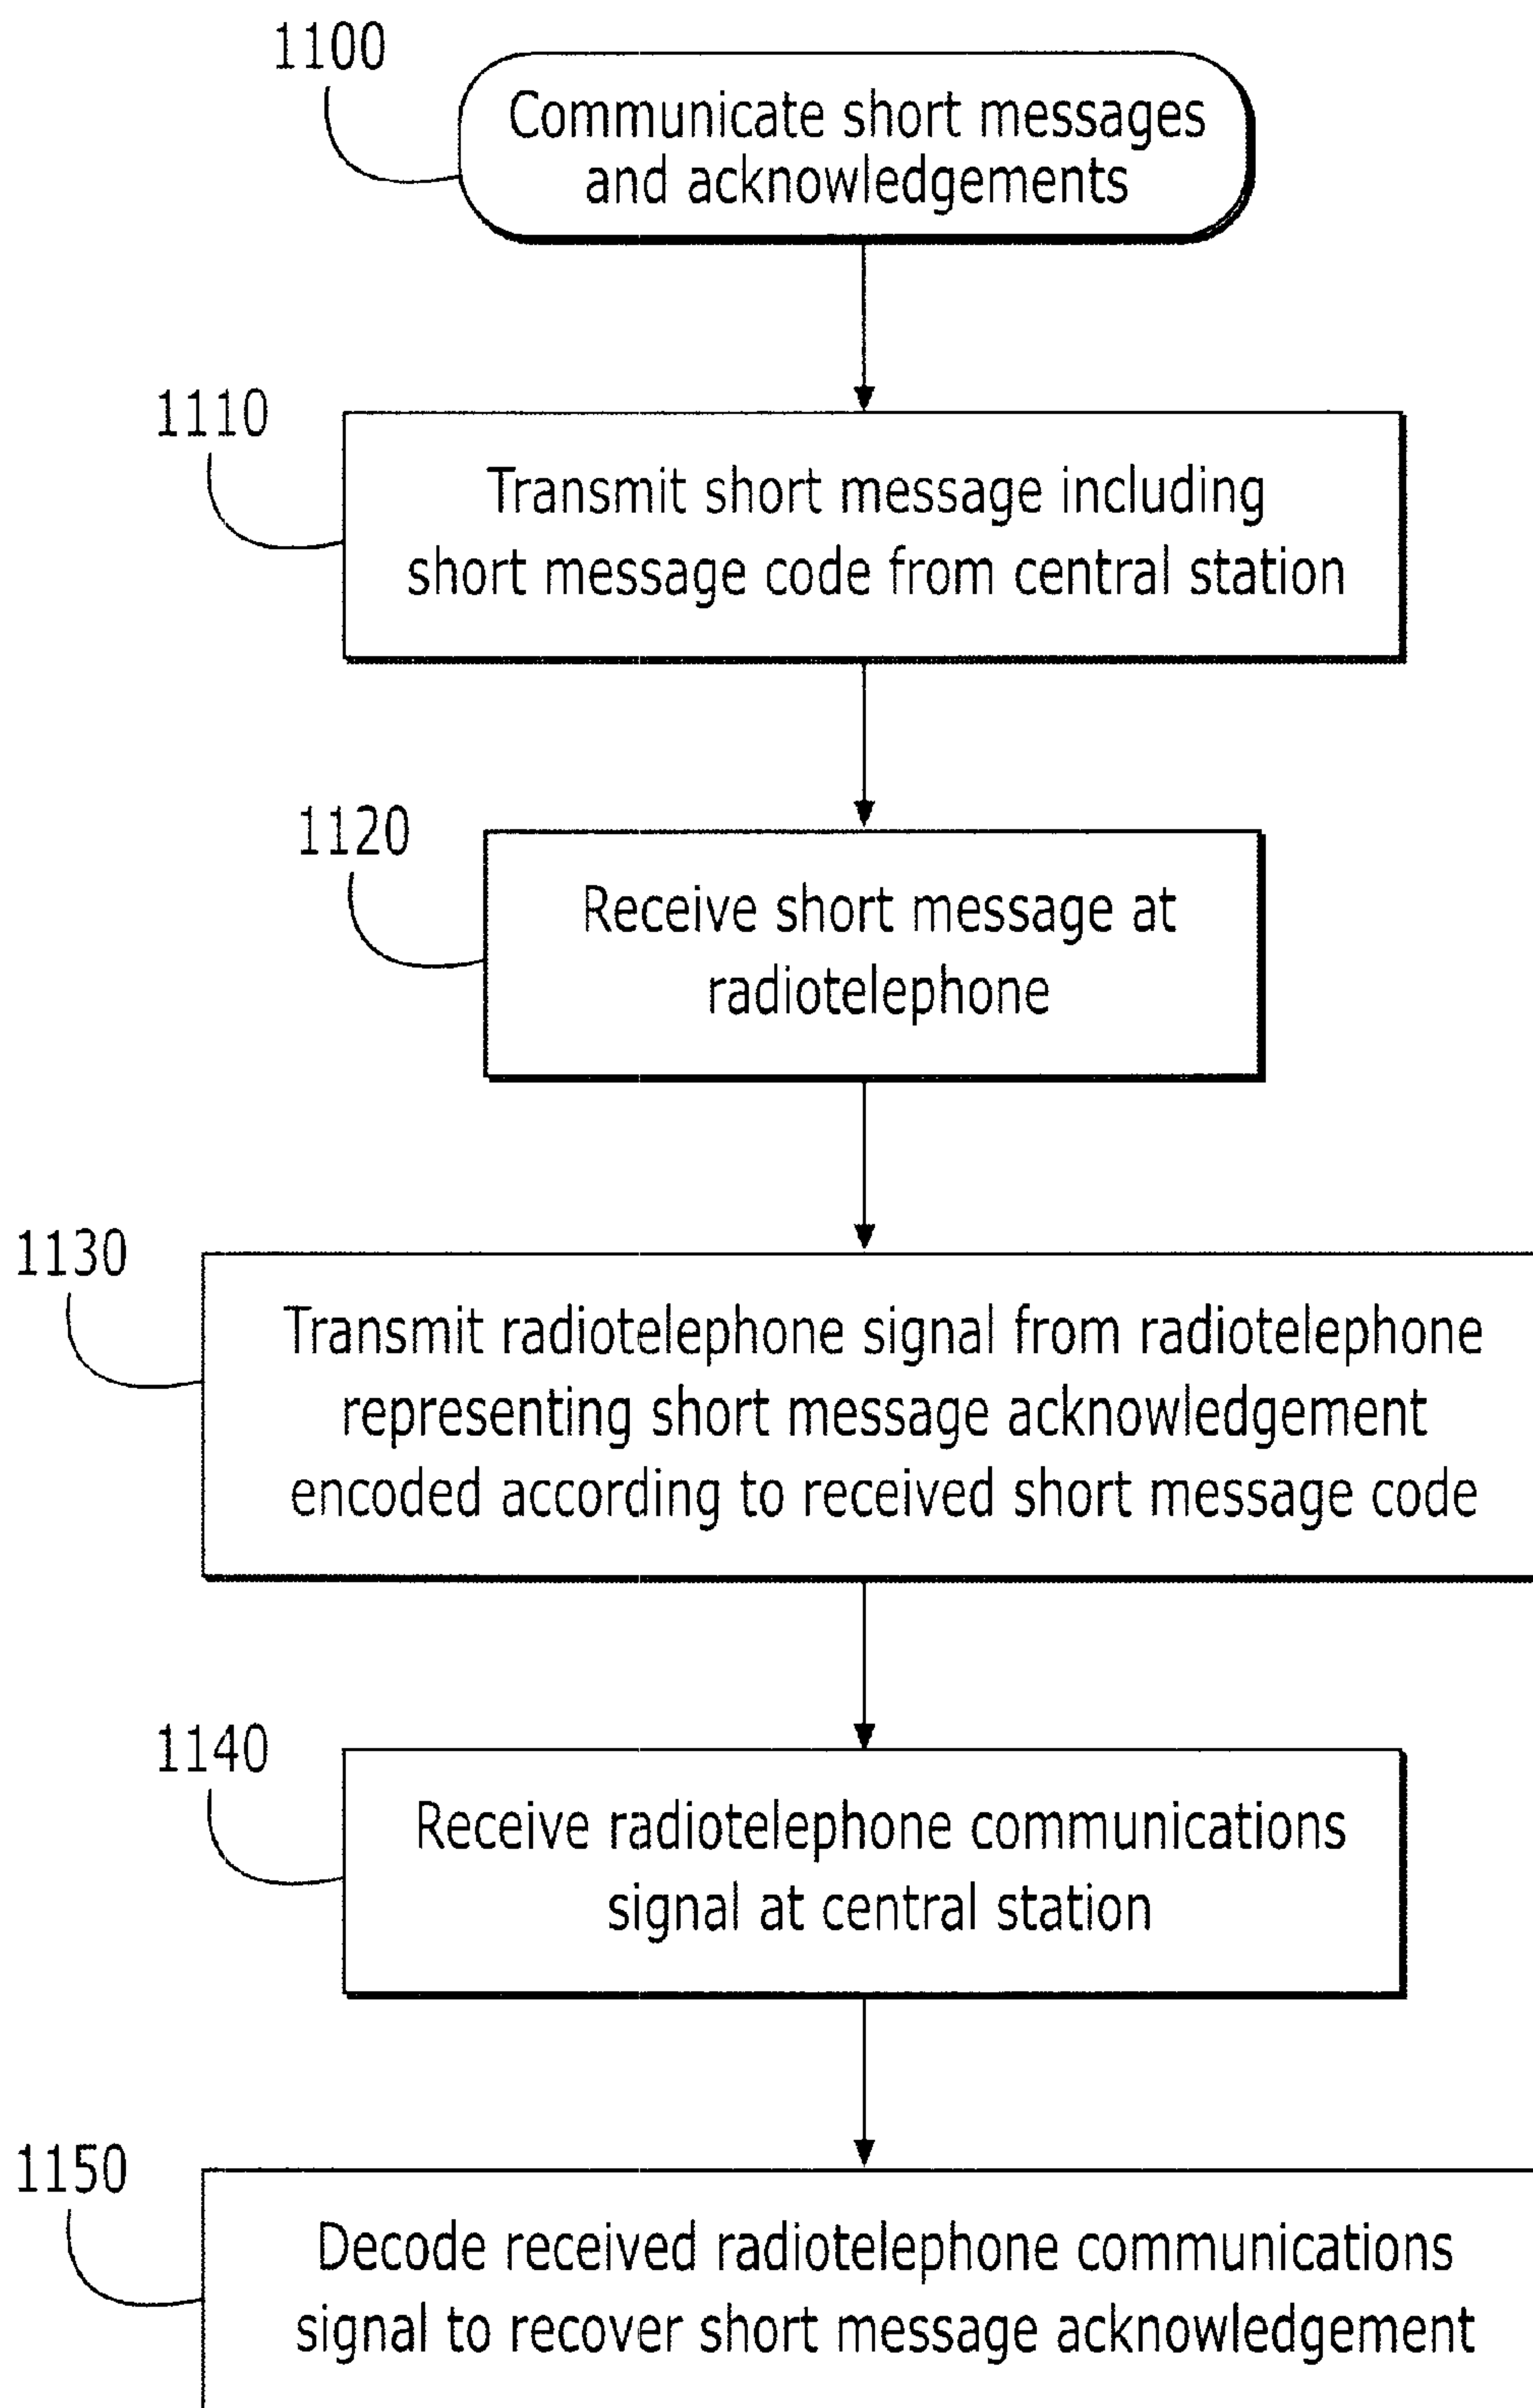 1100
Communicate short messages
and acknowledgements
1110
Transmit short message including
short message code from central station
1120
Receive short message at
radiotelephone
1130
Transmit radiotelephone signal from radiotelephone
representing short message acknowledgement
encoded according to received short message code
1140
Receive radiotelephone communications
signal at central station
1150
Decode received radiotelephone communications
signal to recover short message acknowledgement